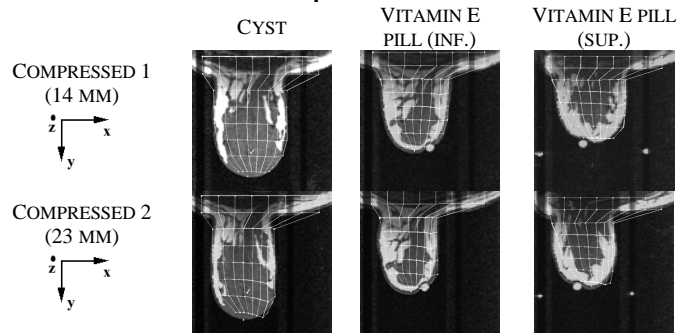 CYST
VITAMIN E
PILL (INF.)
VITAMIN E PILL
(SUP.)
COMPRESSED 1
(14 MM)
z
x
y
COMPRESSED 2
(23 MM)
z
x
y